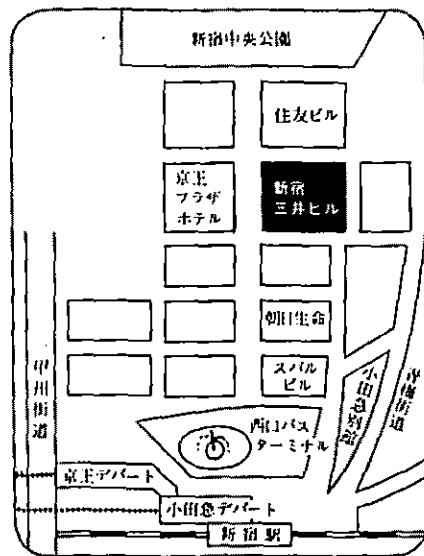 新宿中央公園
住友ビル
京王
プラザ
ホテル
新宿
三井ビル
朝日生命
スバル
ビル
甲州街道
小田急別館
青梅街道
西口バス
ターミナル
京王デパート
小田急デパート
新宿駅